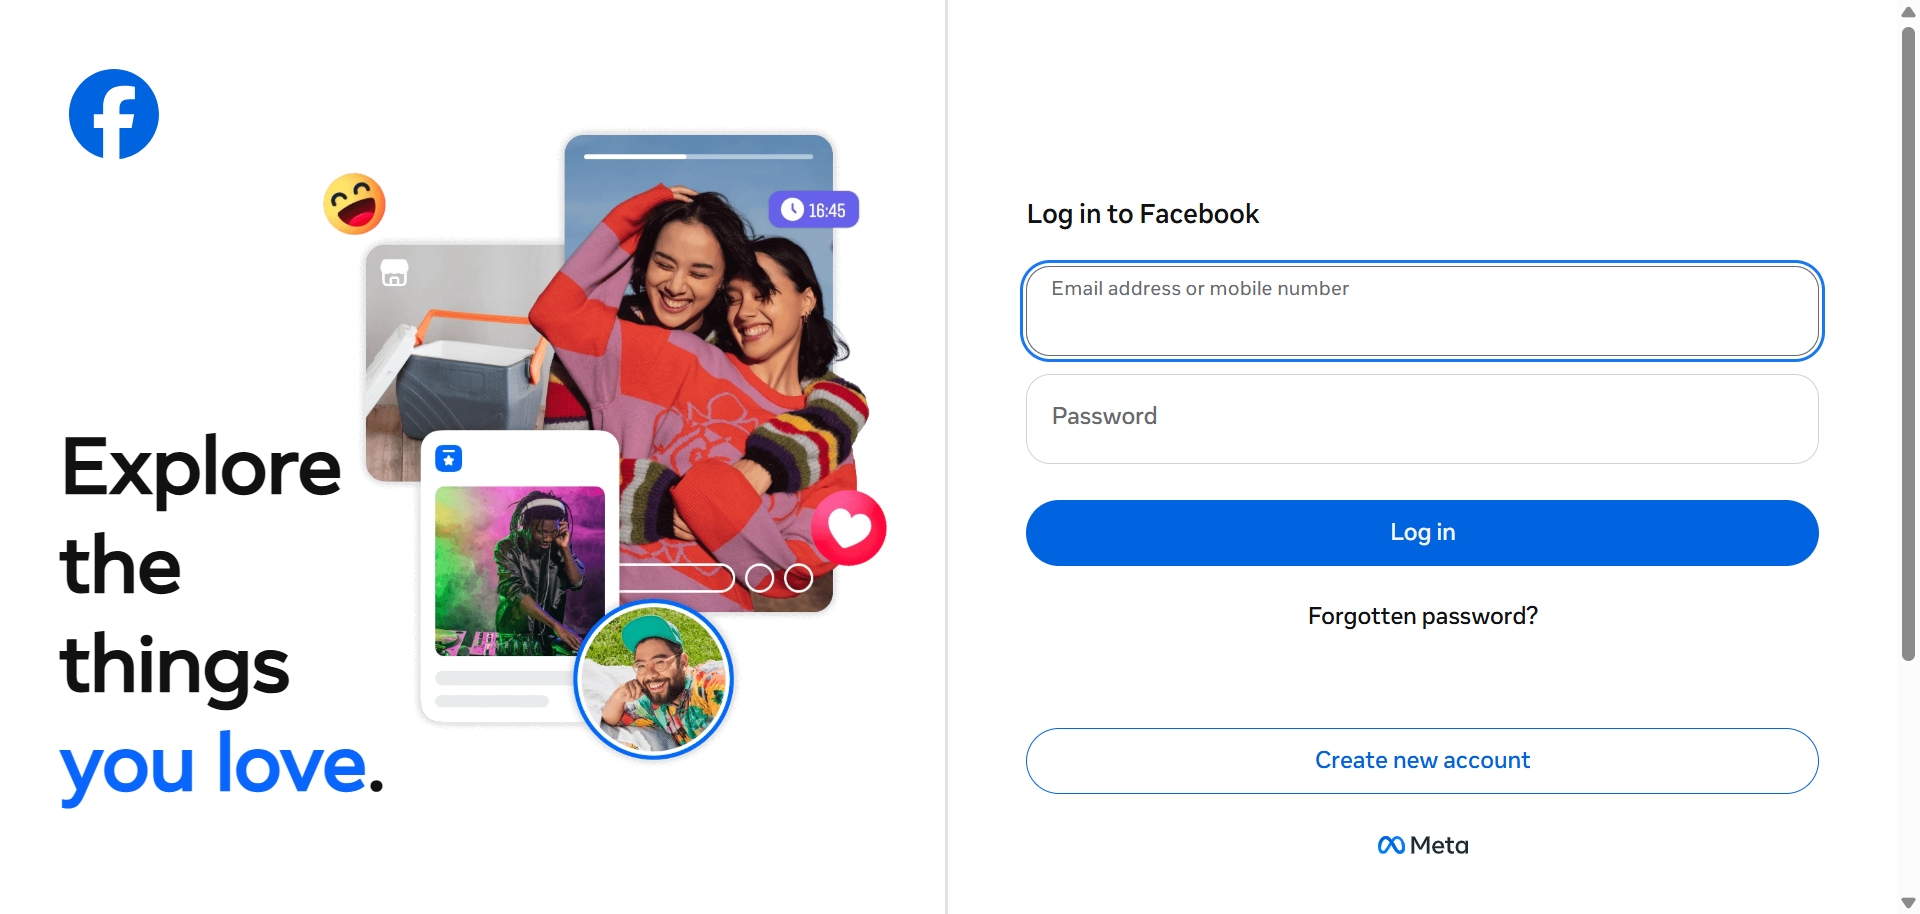 Explore
the
things
you love.
16:45
Log in to Facebook
Email address or mobile number
Password
Log in
Forgotten password?
Create new account
Meta